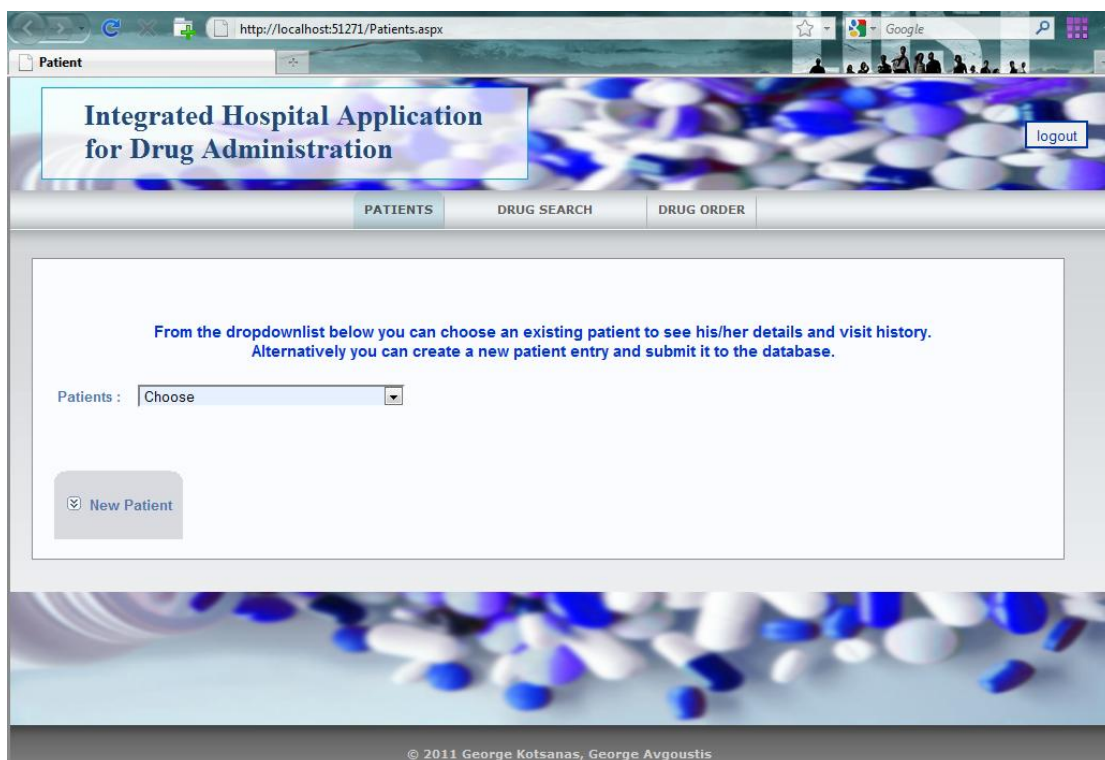 http://localhost:51271/Patients.aspx
Google
Patient
Integrated Hospital Application
for Drug Administration
logout
PATIENTS
DRUG SEARCH
DRUG ORDER
From the dropdownlist below you can choose an existing patient to see his/her details and visit history.
Alternatively you can create a new patient entry and submit it to the database.
Patients :
Choose
New Patient
© 2011 George Kotsanas, George Avgoustis